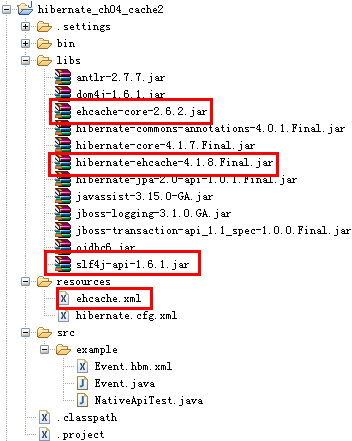 hibernate_ch04_cache2
.settings
bin
libs
antlr-2.7.7.jar
dom4j-1.6.1.jar
ehcache-core-2.6.2.jar
hibernate-commons-annotations-4.0.1.Final.jar
hibernate-core-4.1.7.Final.jar
hibernate-ehcache-4.1.8.Final.jar
hibernate-jpa-2.0-api-1.0.1.Final.jar
javassist-3.15.0-GA.jar
jboss-logging-3.1.0.GA.jar
jboss-transaction-api_1.1_spec-1.0.0.Final.jar
ojdbc6.jar
slf4j-api-1.6.1.jar
resources
ehcache.xml
hibernate.cfg.xml
src
example
Event.hbm.xml
Event.java
NativeApiTest.java
.classpath
.project